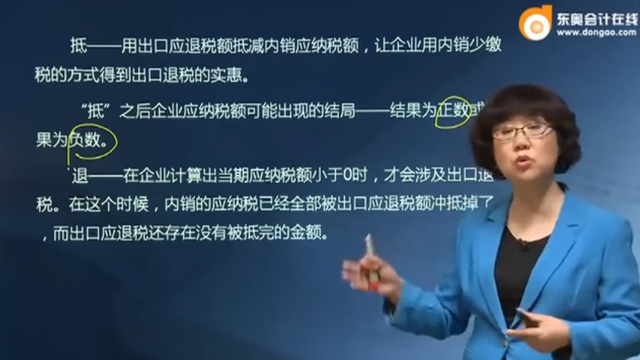 东奥会计在线
www.dongao.com
抵——用出口应退税额抵减内销应纳税额，让企业用内销少缴
税的方式得到出口退税的实惠。
“抵”之后企业应纳税额可能出现的结局——结果为正数或
果为负数。
退——在企业计算出当期应纳税额小于0时，才会涉及出口退
税。在这个时候，内销的应纳税已经全部被出口应退税额冲抵掉了
，而出口应退税还存在没有被抵完的金额。